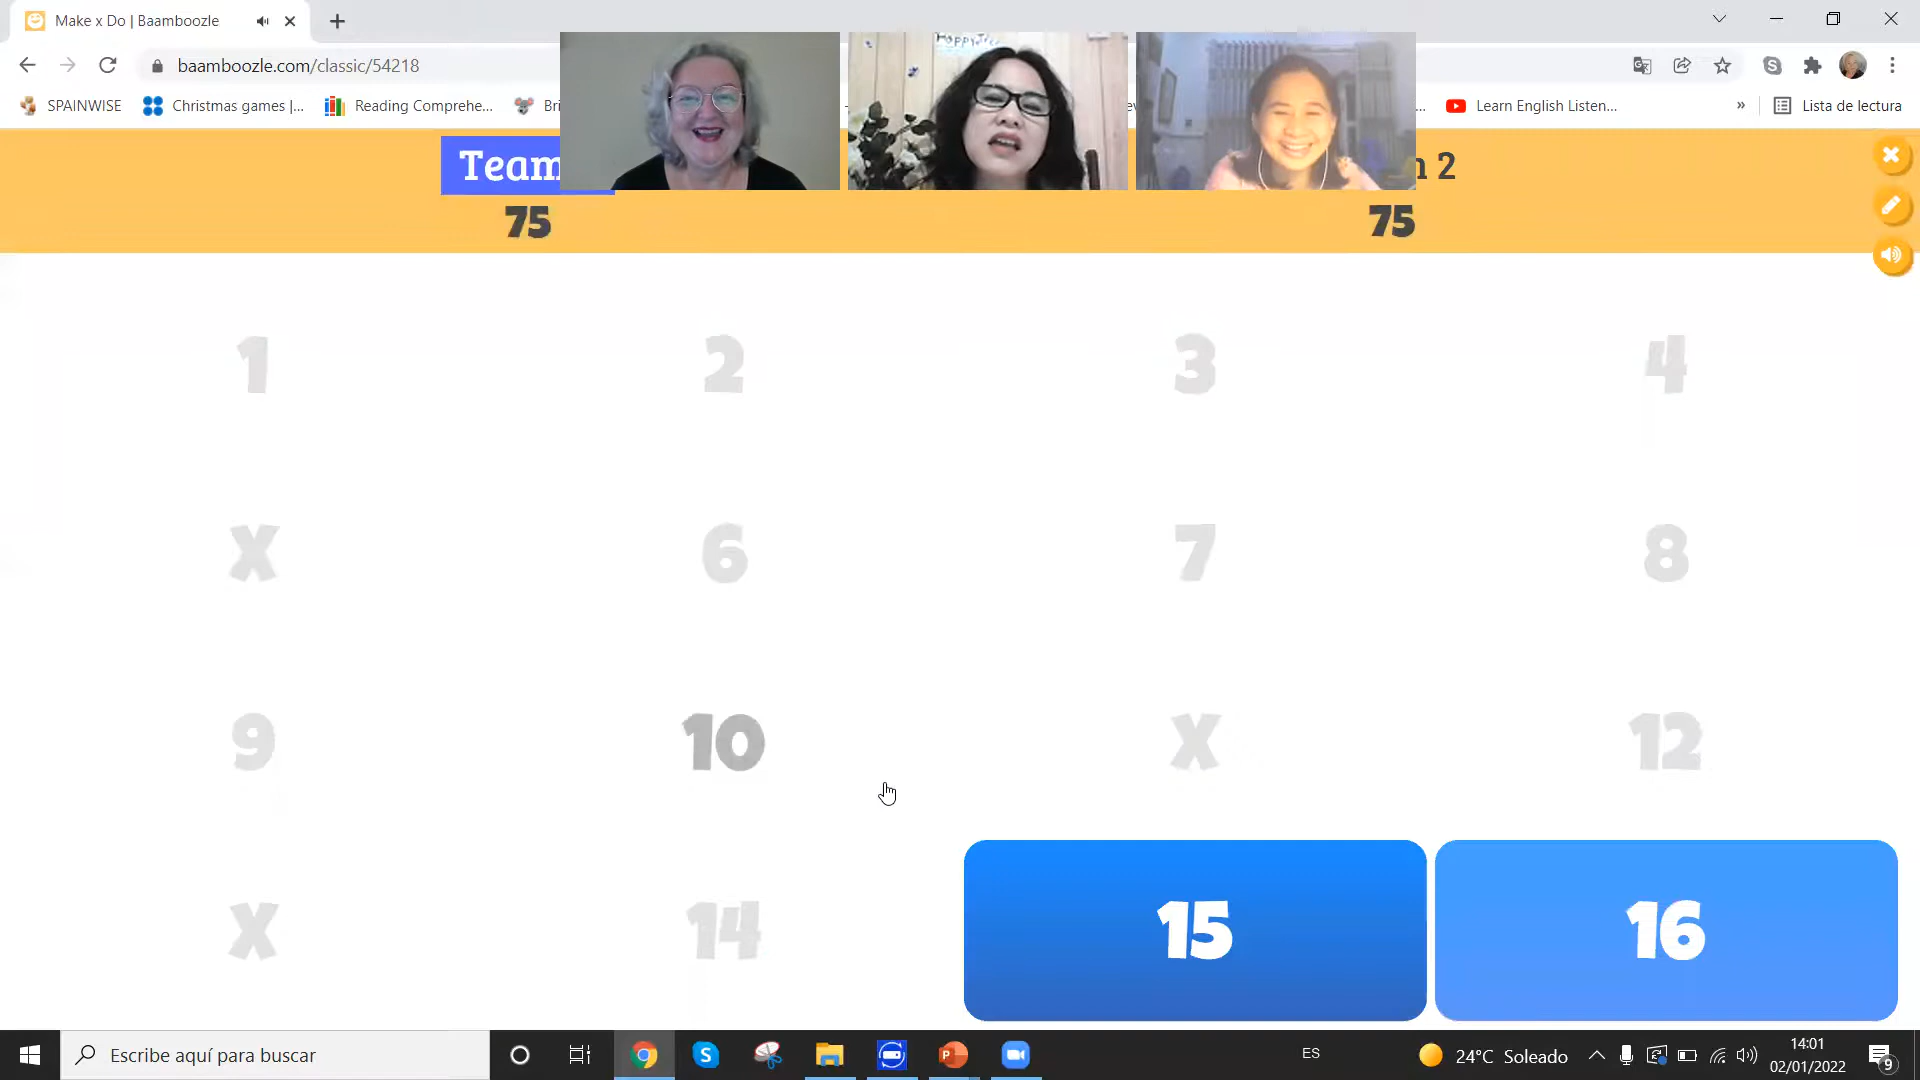 Make x Do | Baamboozle
baamboozle.com/classic/54218
SPAINWISE
Christmas games |...
Reading Comprehe...
Bri
Learn English Listen...
»
Lista de lectura
Team
2
75
75
1 2 3 4
X 6 7 8
9 10 X 12
X 14 15 16
Escribe aquí para buscar
ES
24°C Soleado
14:01
02/01/2022
9